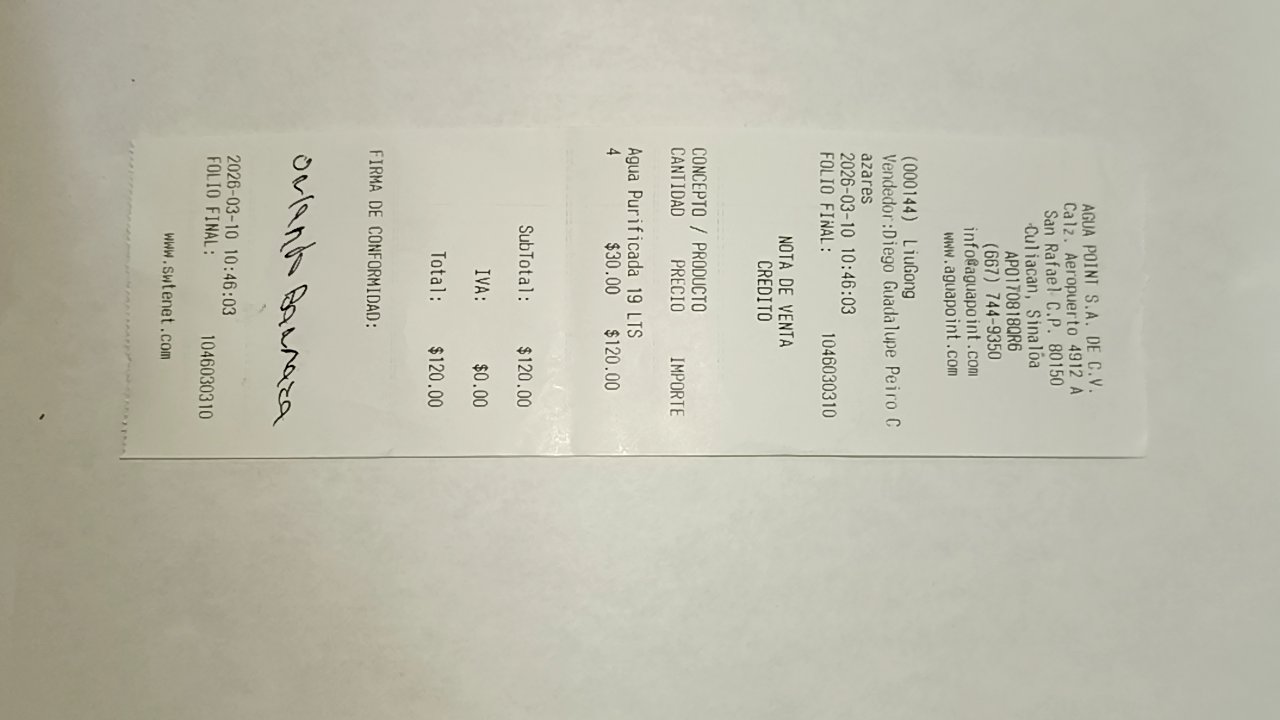 AGUA POINT S.A. DE C.V.
Calz. Aeropuerto 4912 A
San Rafael C.P. 80150
Culiacan, Sinaloa
APO170818QR6
(667) 744-9350
info@aguapoint.com
www.aguapoint.com
(000144) LiuGong
Vendedor:Diego Guadalupe Peiro C
azares
2026-03-10 10:46:03
FOLIO FINAL: 1046030310
NOTA DE VENTA
CREDITO
CONCEPTO / PRODUCTO
CANTIDAD PRECIO IMPORTE
Agua Purificada 19 LTS
4 $30.00 $120.00
SubTotal: $120.00
IVA: $0.00
Total: $120.00
FIRMA DE CONFORMIDAD:
Orlando Barraza
2026-03-10 10:46:03
FOLIO FINAL: 1046030310
www.swtenet.com